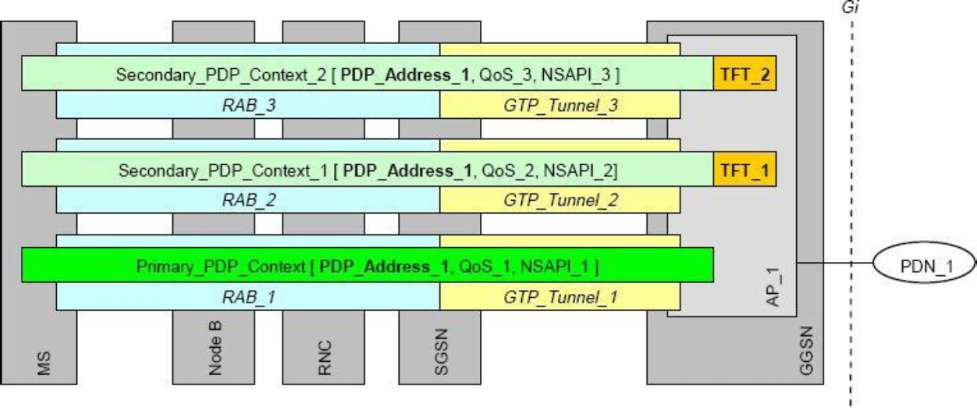 Gi
Secondary_PDP_Context_2 [ PDP_Address_1, QoS_3, NSAPI_3 ]
TFT_2
RAB_3
GTP_Tunnel_3
Secondary_PDP_Context_1 [ PDP_Address_1, QoS_2, NSAPI_2]
TFT_1
RAB_2
GTP_Tunnel_2
Primary_PDP_Context [ PDP_Address_1, QoS_1, NSAPI_1 ]
PDN_1
RAB_1
GTP_Tunnel_1
AP_1
MS
Node B
RNC
SGSN
GGSN